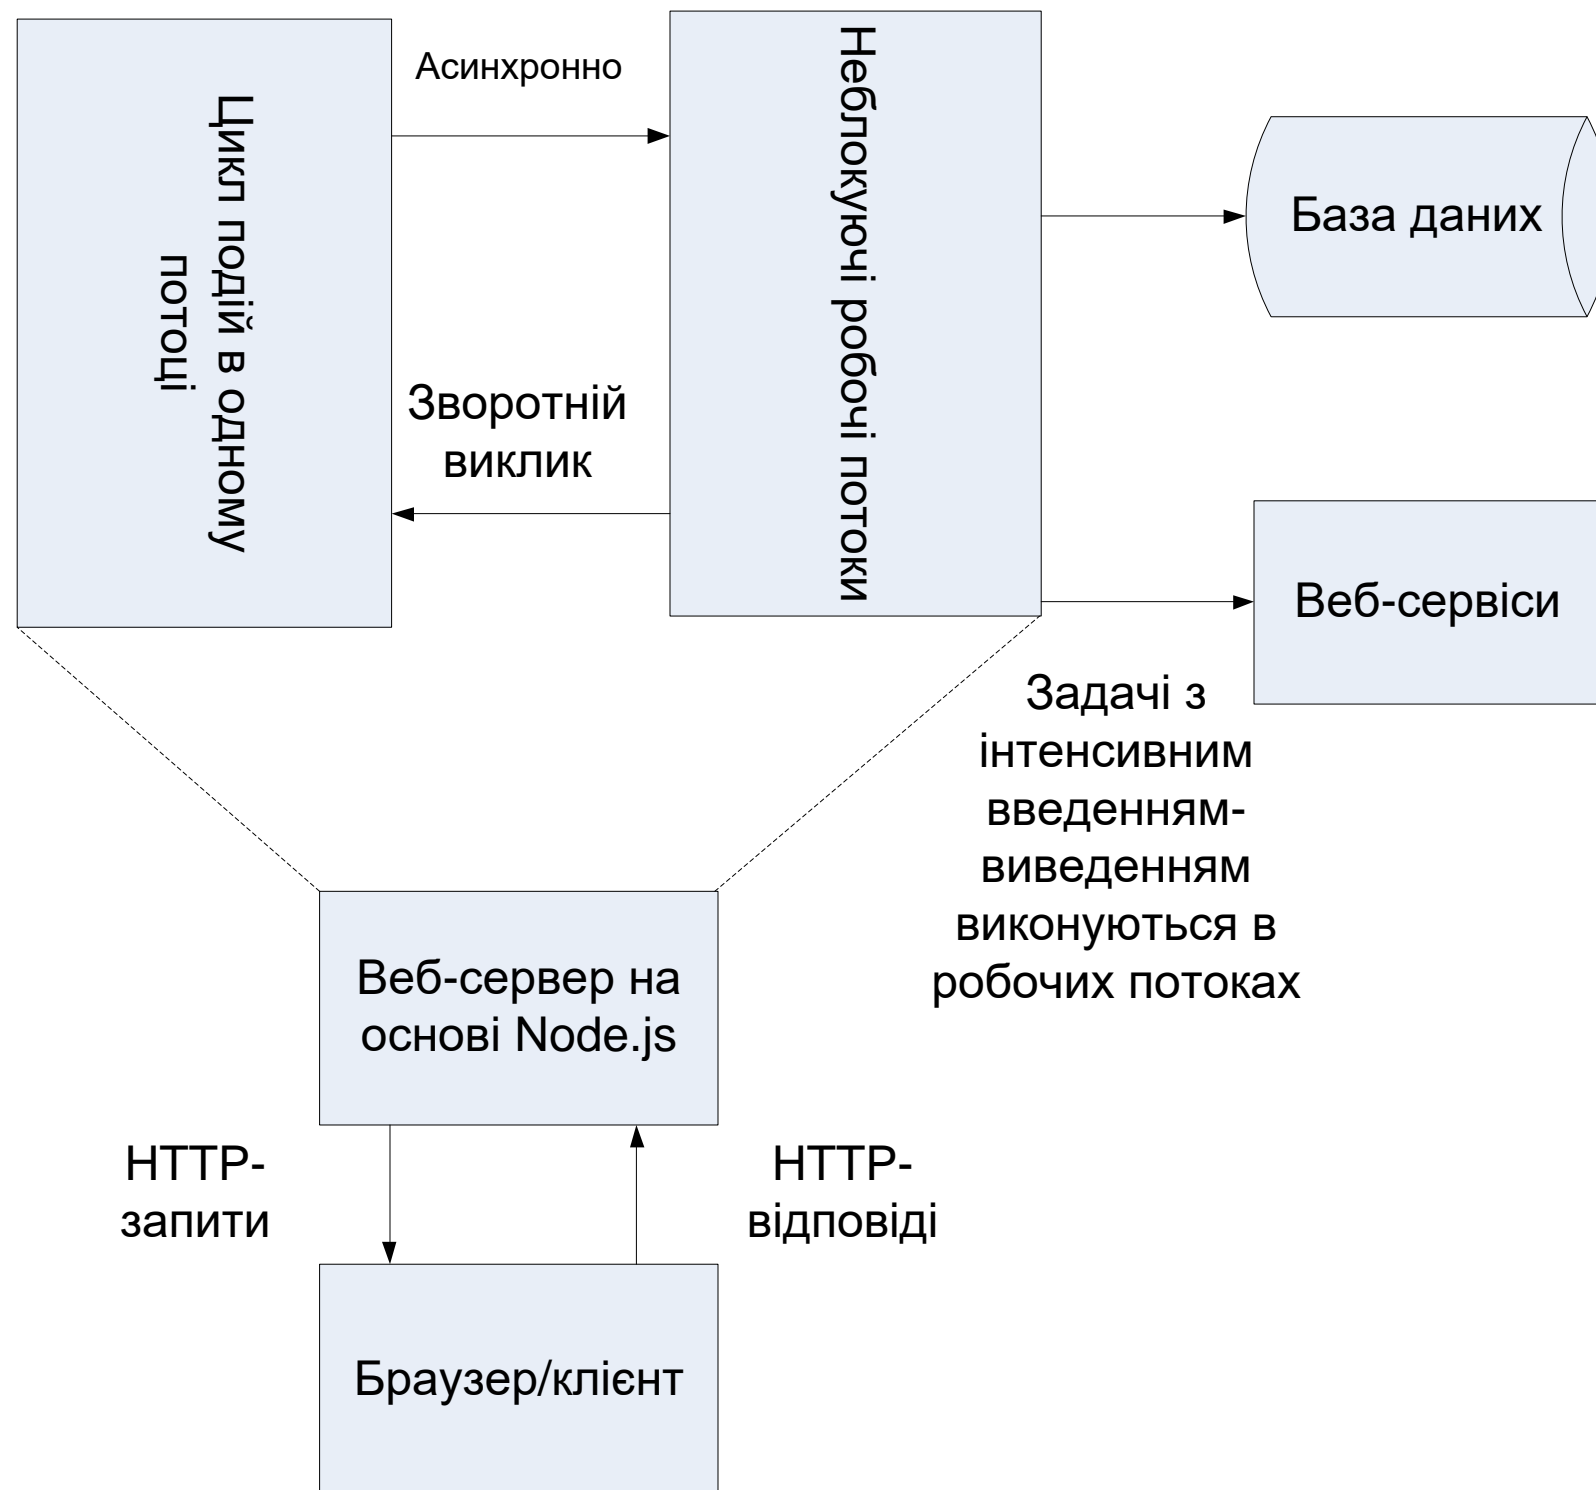 Цикл подій в одному
потоці
Асинхронно
Зворотній
виклик
Неблокуючі робочі потоки
База даних
Веб-сервіси
Задачі з
інтенсивним
введенням-
виведенням
виконуються в
робочих потоках
Веб-сервер на
основі Node.js
HTTP-
запити
HTTP-
відповіді
Браузер/клієнт